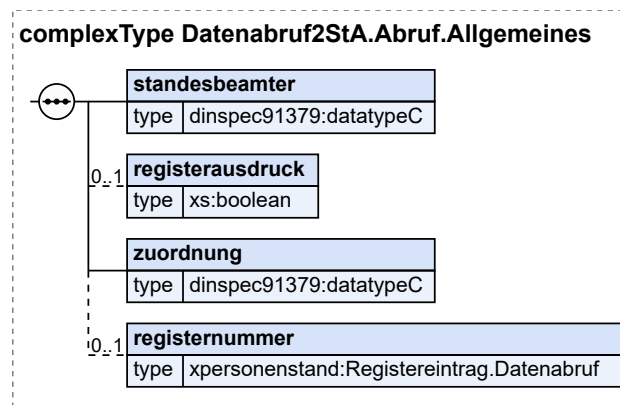 complexType Datenabruf2StA.Abruf.Allgemeines
standesbeamter
type dinspec91379:datatypeC
0..1 registerausdruck
type xs:boolean
zuordnung
type dinspec91379:datatypeC
0..1 registernummer
type xpersonenstand:Registereintrag.Datenabruf